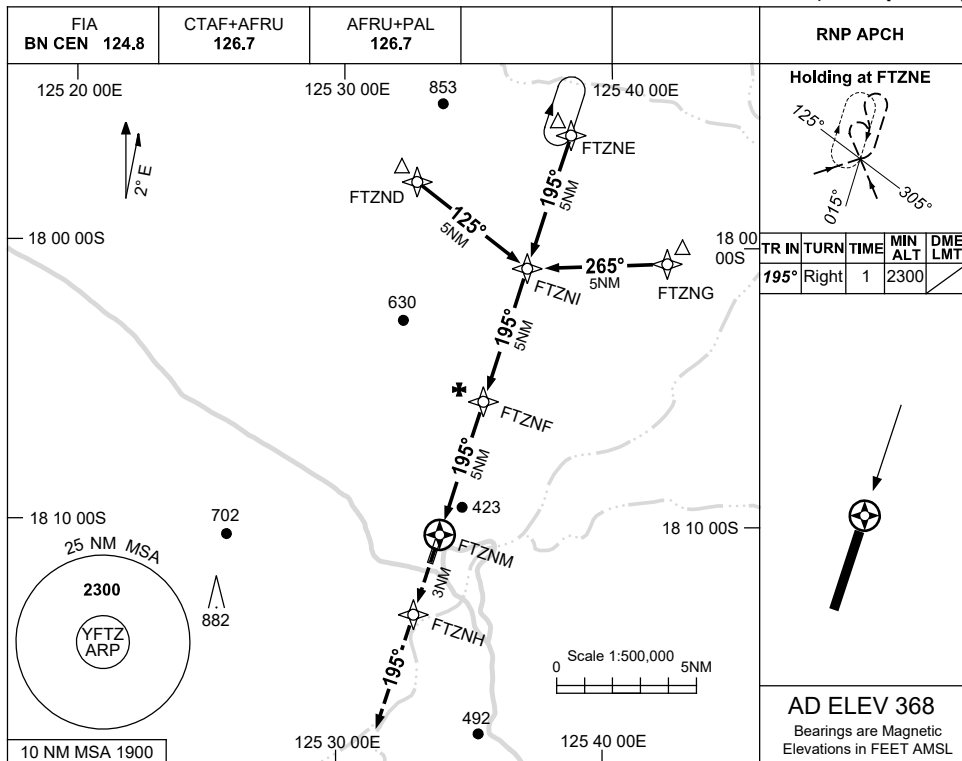 FIA
BN CEN 124.8
CTAF+AFRU
126.7
AFRU+PAL
126.7
RNP APCH
125 20 00E
125 30 00E
853
125 40 00E
Holding at FTZNE
125°
305°
015°
2° E
FTZNE
FTZND
195°
5NM
125°
5NM
18 00 00S
18 00
00S
TR IN
TURN
TIME
MIN
ALT
DME
LMT
195°
Right
1
2300
265°
5NM
FTZNI
FTZNG
630
195°
5NM
FTZNF
195°
5NM
423
18 10 00S
702
18 10 00S
FTZNM
25 NM MSA
2300
YFTZ
ARP
882
3NM
FTZNH
195°
Scale 1:500,000
0
5NM
492
125 30 00E
125 40 00E
10 NM MSA 1900
AD ELEV 368
Bearings are Magnetic
Elevations in FEET AMSL